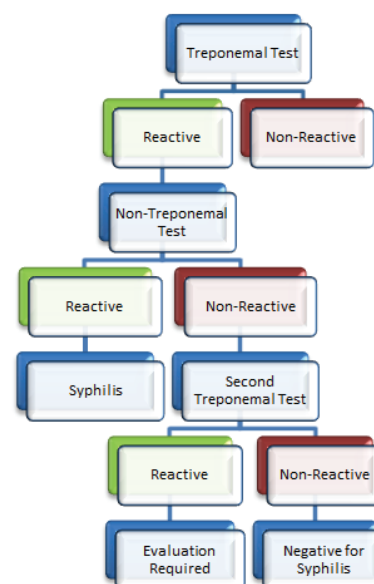 Treponemal Test
Reactive
Non-Reactive
Non-Treponemal
Test
Reactive
Non-Reactive
Syphilis
Second
Treponemal Test
Reactive
Non-Reactive
Evaluation
Required
Negative for
Syphilis